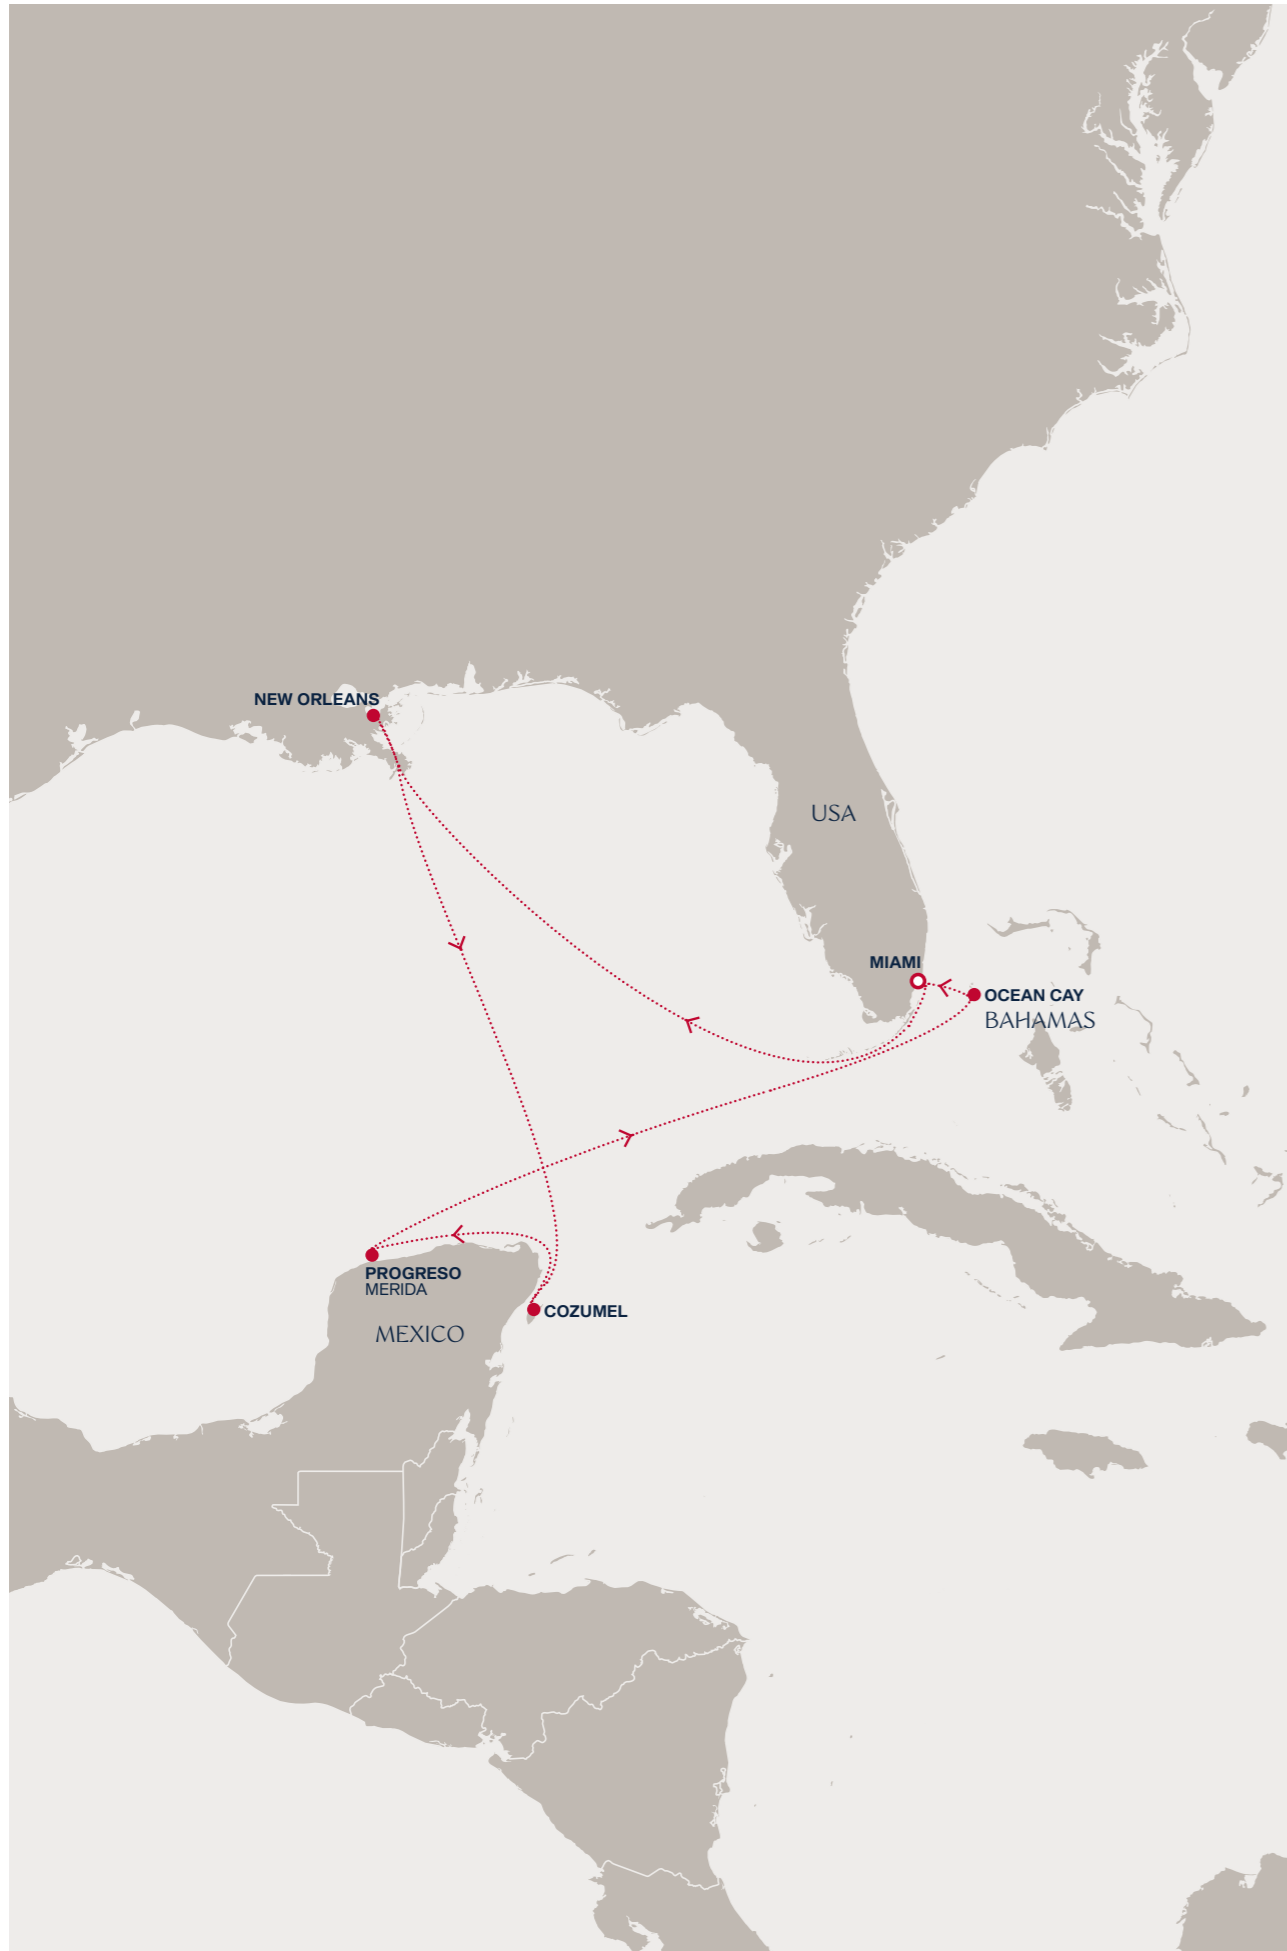 NEW ORLEANS
USA
MIAMI
OCEAN CAY
BAHAMAS
PROGRESO
MERIDA
COZUMEL
MEXICO